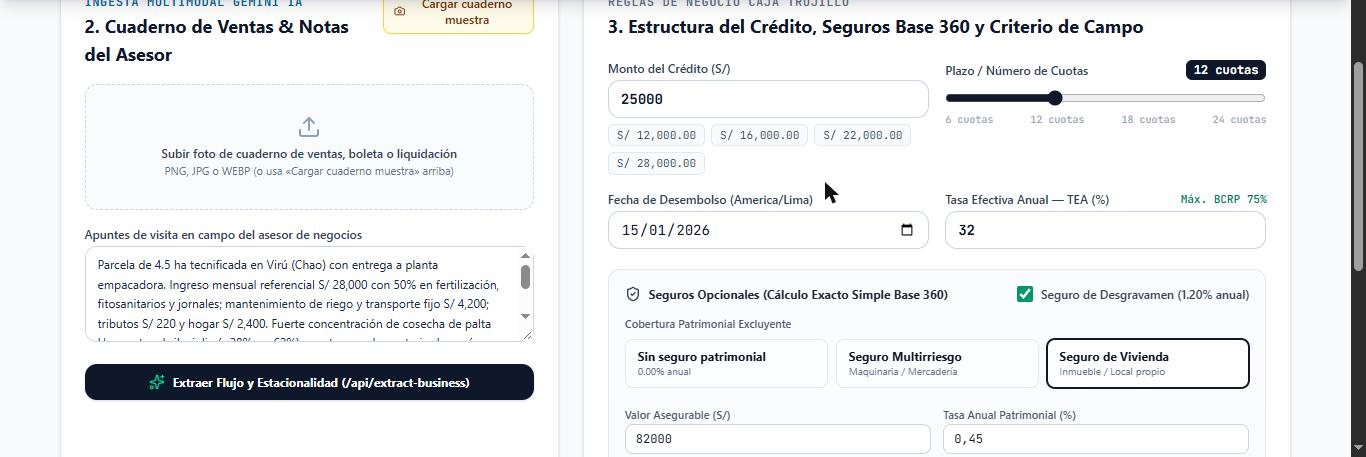 INGESTA MULTIMODAL GEMINI IA
Cargar cuaderno
muestra
2. Cuaderno de Ventas & Notas
del Asesor
Subir foto de cuaderno de ventas, boleta o liquidación
PNG, JPG o WEBP (o usa «Cargar cuaderno muestra» arriba)
Apuntes de visita en campo del asesor de negocios
Parcela de 4.5 ha tecnificada en Virú (Chao) con entrega a planta
empacadora. Ingreso mensual referencial S/ 28,000 con 50% en fertilización,
fitosanitarios y jornales; mantenimiento de riego y transporte fijo S/ 4,200;
tributos S/ 220 y hogar S/ 2,400. Fuerte concentración de cosecha de palta
Extraer Flujo y Estacionalidad (/api/extract-business)
REGLAS DE NEGOCIO CAJA TRUJILLO
3. Estructura del Crédito, Seguros Base 360 y Criterio de Campo
Monto del Crédito (S/)
25000
S/ 12,000.00 S/ 16,000.00 S/ 22,000.00
S/ 28,000.00
Plazo / Número de Cuotas 12 cuotas
6 cuotas 12 cuotas 18 cuotas 24 cuotas
Fecha de Desembolso (America/Lima)
15/01/2026
Tasa Efectiva Anual — TEA (%) Máx. BCRP 75%
32
Seguros Opcionales (Cálculo Exacto Simple Base 360) Seguro de Desgravamen (1.20% anual)
Cobertura Patrimonial Excluyente
Sin seguro patrimonial
0.00% anual
Seguro Multirriesgo
Maquinaria / Mercadería
Seguro de Vivienda
Inmueble / Local propio
Valor Asegurable (S/)
82000
Tasa Anual Patrimonial (%)
0,45